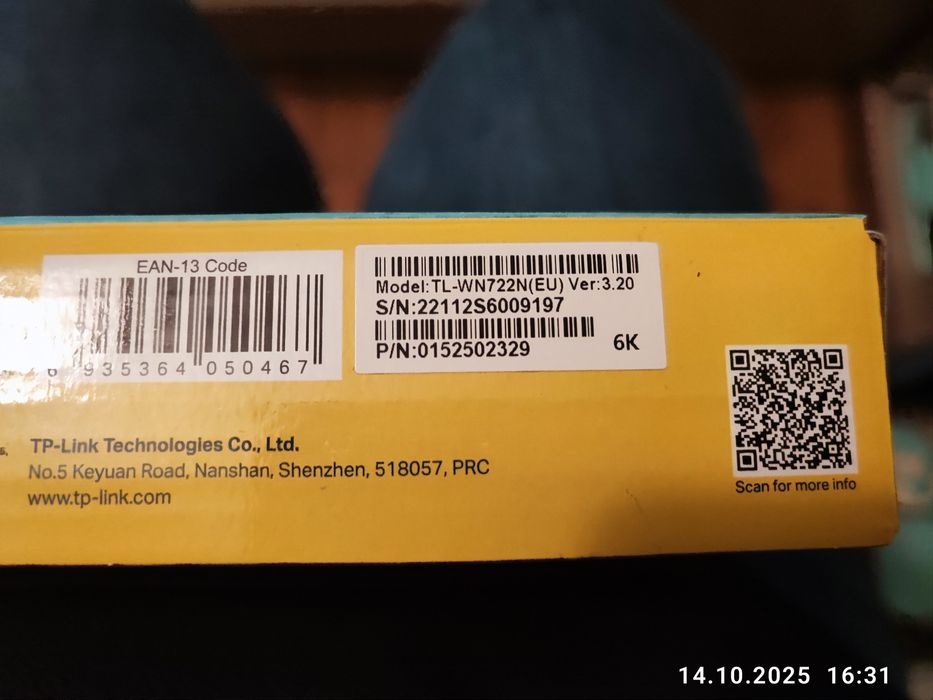 EAN-13 Code
6 935364 050467
Model:TL-WN722N(EU) Ver:3.20
S/N:22112S6009197
P/N:0152502329
6K
TP-Link Technologies Co., Ltd.
No.5 Keyuan Road, Nanshan, Shenzhen, 518057, PRC
www.tp-link.com
Scan for more info
14.10.2025 16:31